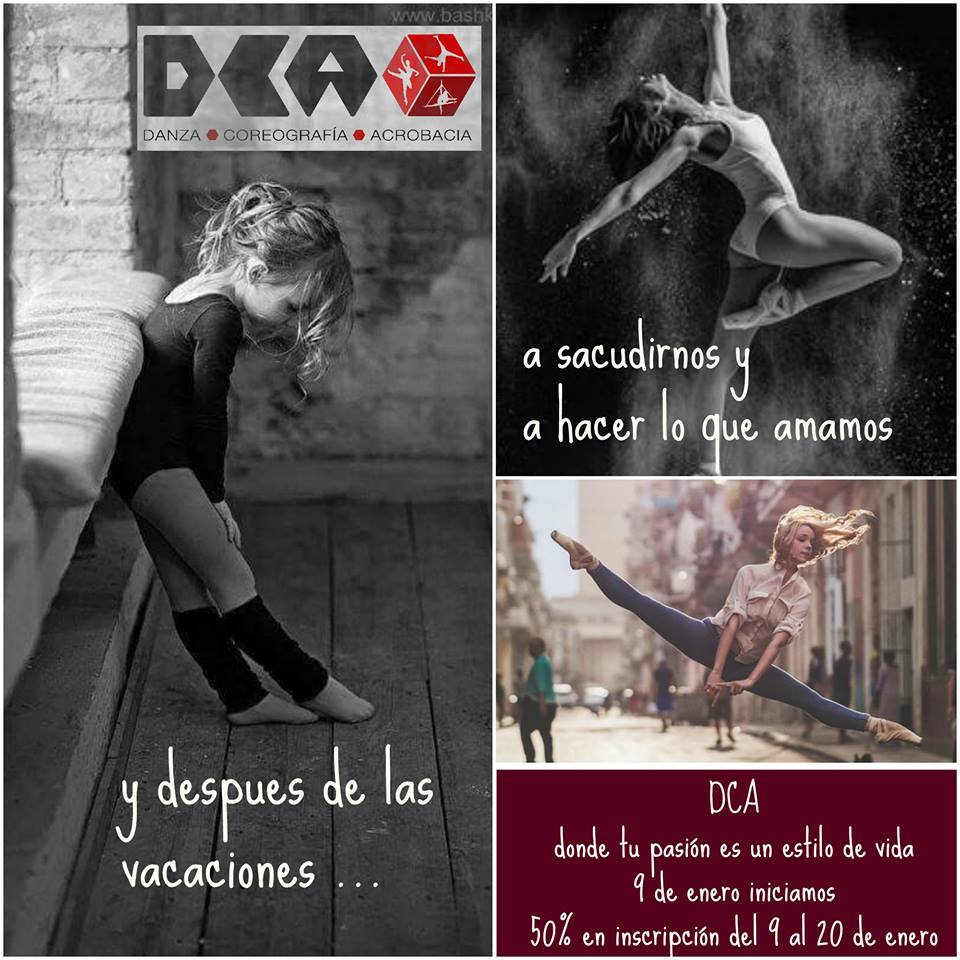 www.bashk
DCA
DANZA ● COREOGRAFÍA ● ACROBACIA
y despues de las
vacaciones ...
a sacudirnos y
a hacer lo que amamos
DCA
donde tu pasión es un estilo de vida
9 de enero iniciamos
50% en inscripción del 9 al 20 de enero